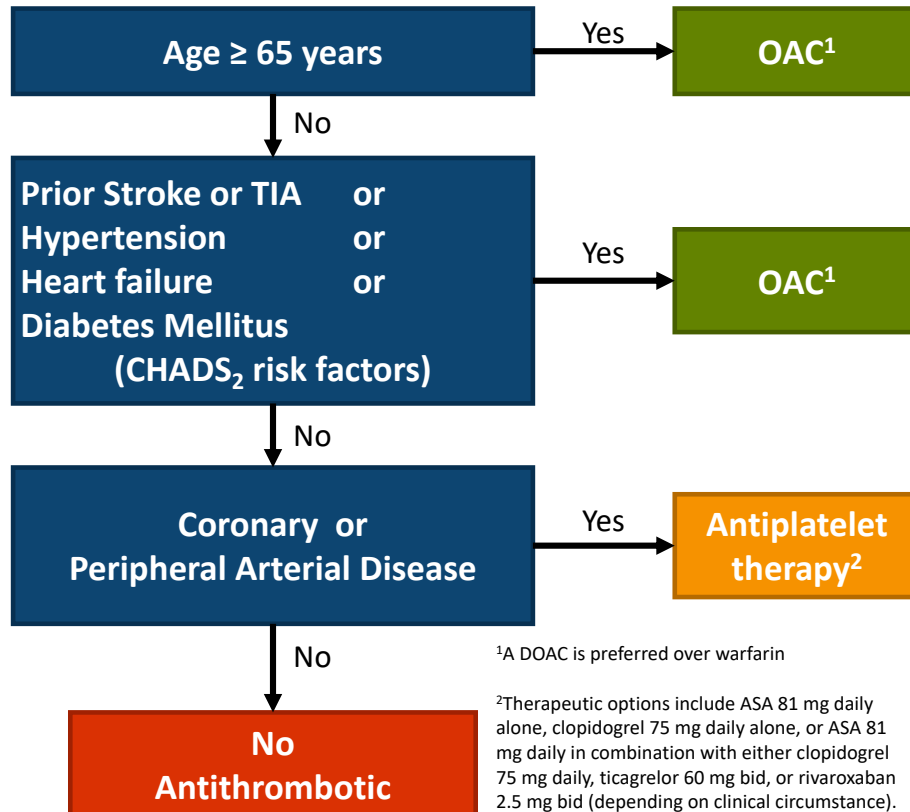 Age ≥ 65 years
Yes
OAC¹
No
Prior Stroke or TIA or
Hypertension or
Heart failure or
Diabetes Mellitus
(CHADS₂ risk factors)
Yes
OAC¹
No
Coronary or
Peripheral Arterial Disease
Yes
Antiplatelet
therapy²
No
No
Antithrombotic
¹A DOAC is preferred over warfarin
²Therapeutic options include ASA 81 mg daily
alone, clopidogrel 75 mg daily alone, or ASA 81
mg daily in combination with either clopidogrel
75 mg daily, ticagrelor 60 mg bid, or rivaroxaban
2.5 mg bid (depending on clinical circumstance).